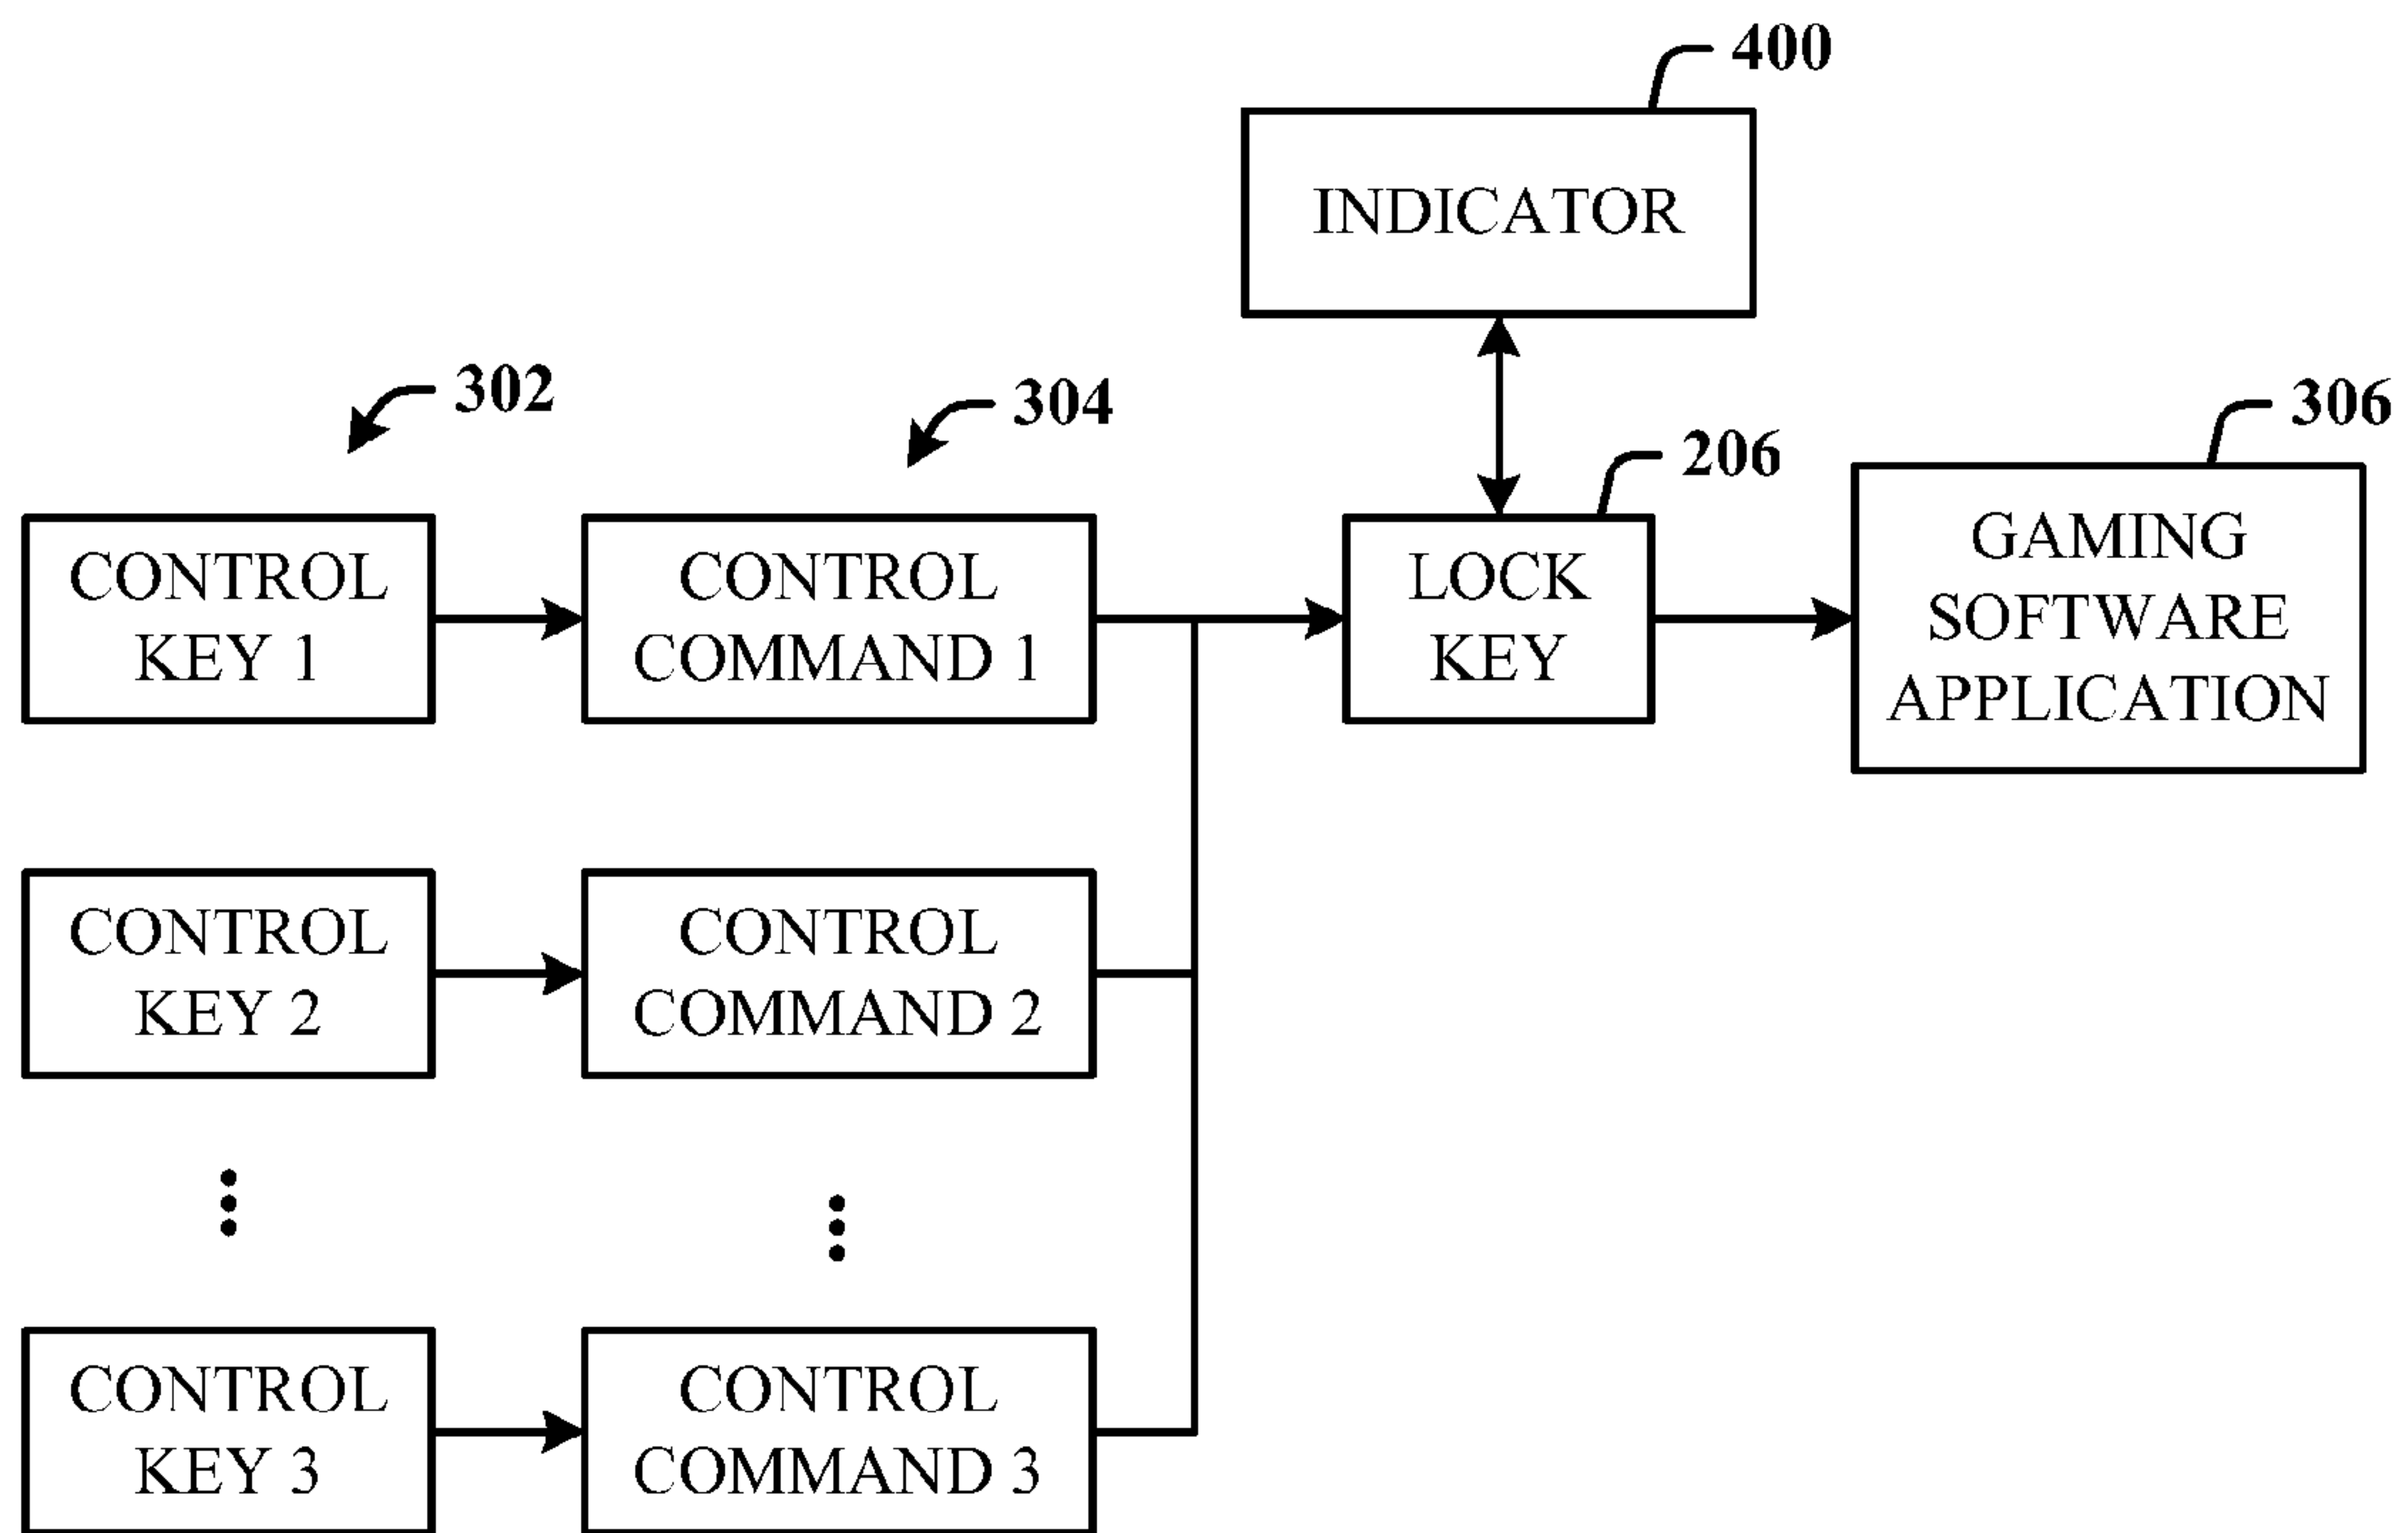 400
INDICATOR
302
304
206
306
CONTROL
KEY 1
CONTROL
COMMAND 1
LOCK
KEY
GAMING
SOFTWARE
APPLICATION
CONTROL
KEY 2
CONTROL
COMMAND 2
CONTROL
KEY 3
CONTROL
COMMAND 3